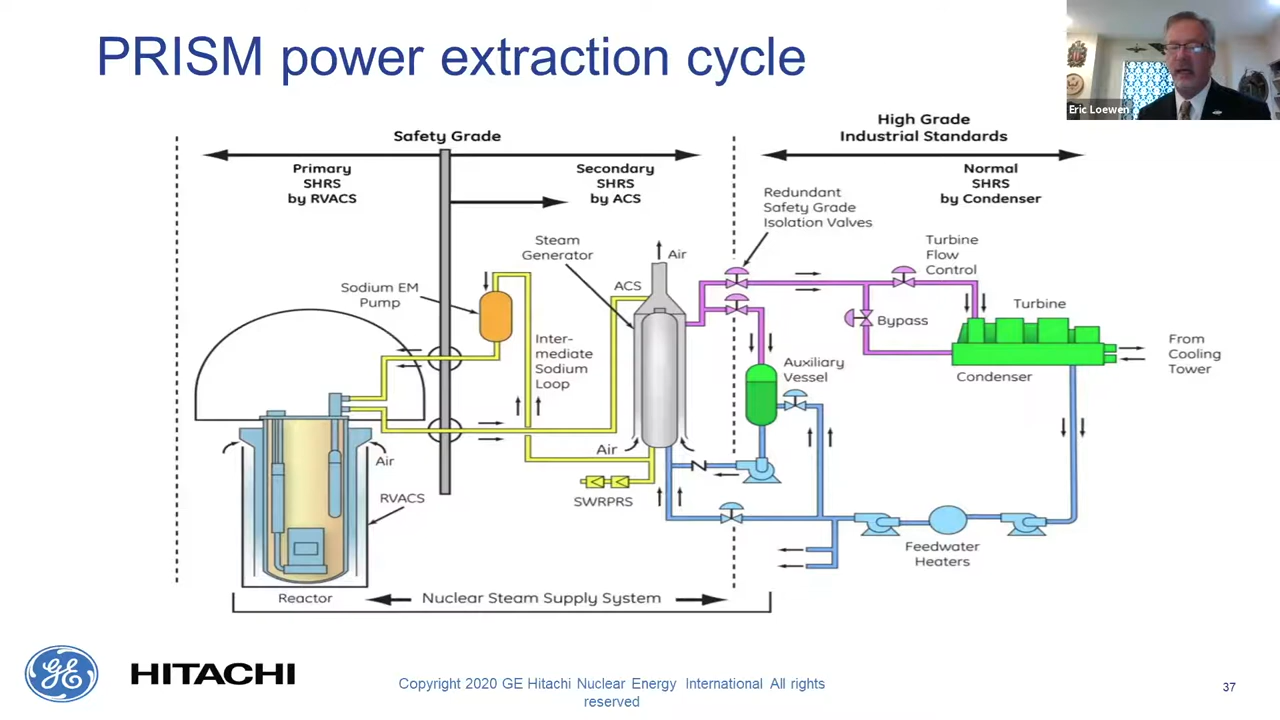 PRISM power extraction cycle
Eric Loewen
Safety Grade
High Grade
Industrial Standards
Primary
SHRS
by RVACS
Secondary
SHRS
by ACS
Normal
SHRS
by Condenser
Redundant
Safety Grade
Isolation Valves
Steam
Generator
Air
Turbine
Flow
Control
Sodium EM
Pump
ACS
Turbine
Bypass
Inter-
mediate
Sodium
Loop
Auxiliary
Vessel
Condenser
From
Cooling
Tower
Air
Air
RVACS
SWRPRS
Feedwater
Heaters
Reactor
Nuclear Steam Supply System
GE
HITACHI
Copyright 2020 GE Hitachi Nuclear Energy International All rights
reserved
37